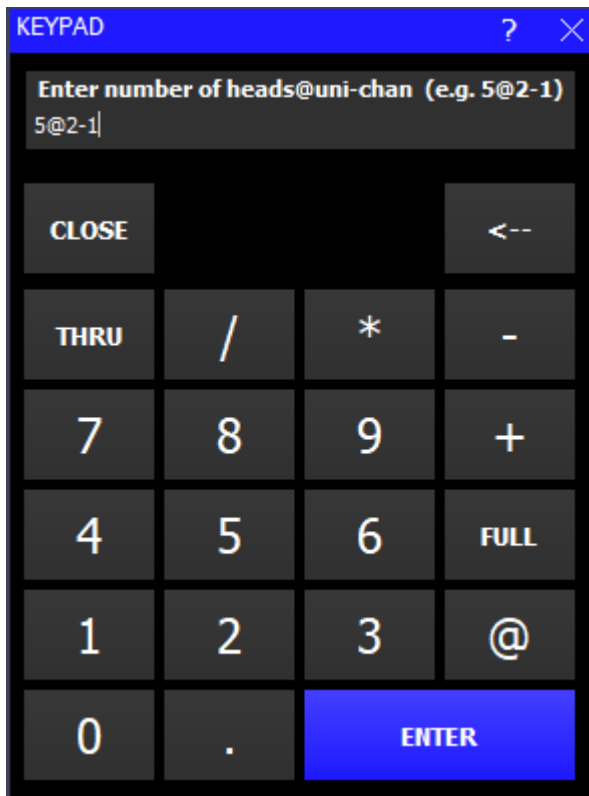 KEYPAD ? ×
Enter number of heads@uni-chan (e.g. 5@2-1)
5@2-1
CLOSE <--
THRU / * -
7 8 9 +
4 5 6 FULL
1 2 3 @
0 . ENTER